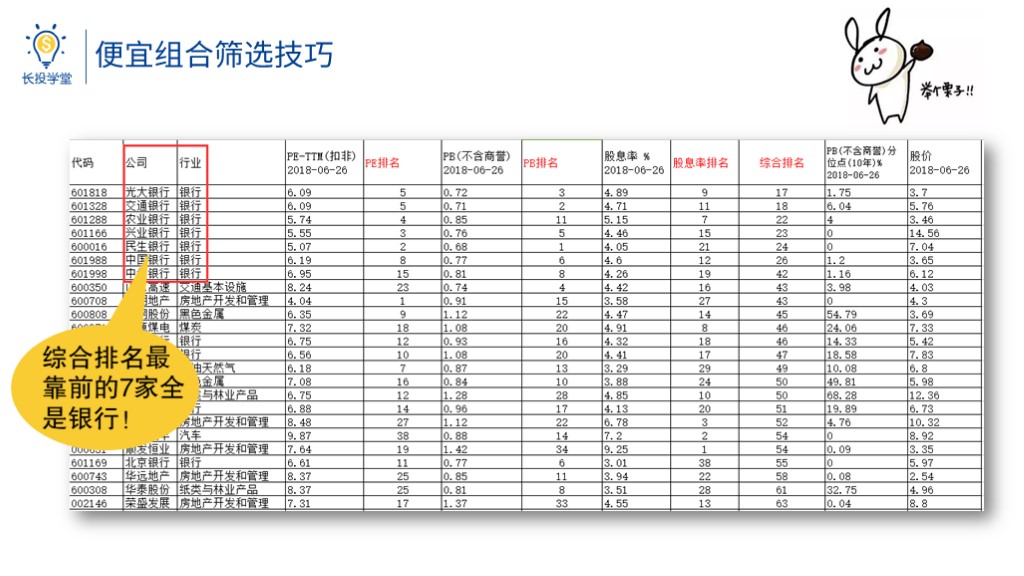 便宜组合筛选技巧
长投学堂
举个栗子!!
代码 公司 行业 PE-TTM(扣非) 2018-06-26 PE排名 PB(不含商誉) 2018-06-26 PB排名 股息率 % 2018-06-26 股息率排名 综合排名 PB(不含商誉)分位点(10年)% 2018-06-26 股价 2018-06-26
601818 光大银行 银行 6.09 5 0.72 3 4.89 9 17 1.75 3.7
601328 交通银行 银行 6.09 5 0.71 2 4.71 11 18 6.04 5.76
601288 农业银行 银行 5.74 4 0.85 11 5.15 7 22 4 3.46
601166 兴业银行 银行 5.55 3 0.76 5 4.46 15 23 0 14.56
600016 民生银行 银行 5.07 2 0.68 1 4.05 21 24 0 7.04
601988 中国银行 银行 6.19 8 0.77 6 4.6 12 26 1.2 3.65
601998 中 银行 银行 6.95 15 0.81 8 4.26 19 42 1.16 6.12
600350 高速 交通基本设施 8.24 23 0.74 4 4.42 16 43 3.98 4.03
600708 地产 房地产开发和管理 4.04 1 0.91 15 3.58 27 43 0 4.3
600808 股份 黑色金属 6.35 9 1.12 22 4.47 14 45 54.79 3.69
煤电 煤炭 7.32 18 1.08 20 4.91 8 46 24.06 7.33
银行 6.75 12 0.93 16 4.32 18 46 14.33 5.42
银行 6.56 10 1.08 20 4.41 17 47 18.58 7.83
天然气 6.18 7 0.87 13 3.29 29 49 10.08 6.8
金属 7.08 16 0.84 10 3.88 24 50 49.81 5.98
与林业产品 6.75 12 1.28 28 4.85 10 50 68.28 12.36
行 6.88 14 0.96 17 4.13 20 51 19.89 6.73
房地产开发和管理 8.48 27 1.12 22 6.78 3 52 4.76 10.32
汽车 9.87 38 0.88 14 7.2 2 54 0 8.92
顺发恒业 房地产开发和管理 7.64 19 1.42 34 9.25 1 54 0.09 3.35
601169 北京银行 银行 6.61 11 0.77 6 3.01 38 55 0 5.97
600743 华远地产 房地产开发和管理 8.37 25 0.85 11 3.94 22 58 0.08 2.54
600308 华泰股份 纸类与林业产品 8.37 25 0.81 8 3.51 28 61 32.75 4.96
002146 荣盛发展 房地产开发和管理 7.31 17 1.37 33 4.55 13 63 0.04 8.8
综合排名最
靠前的7家全
是银行！